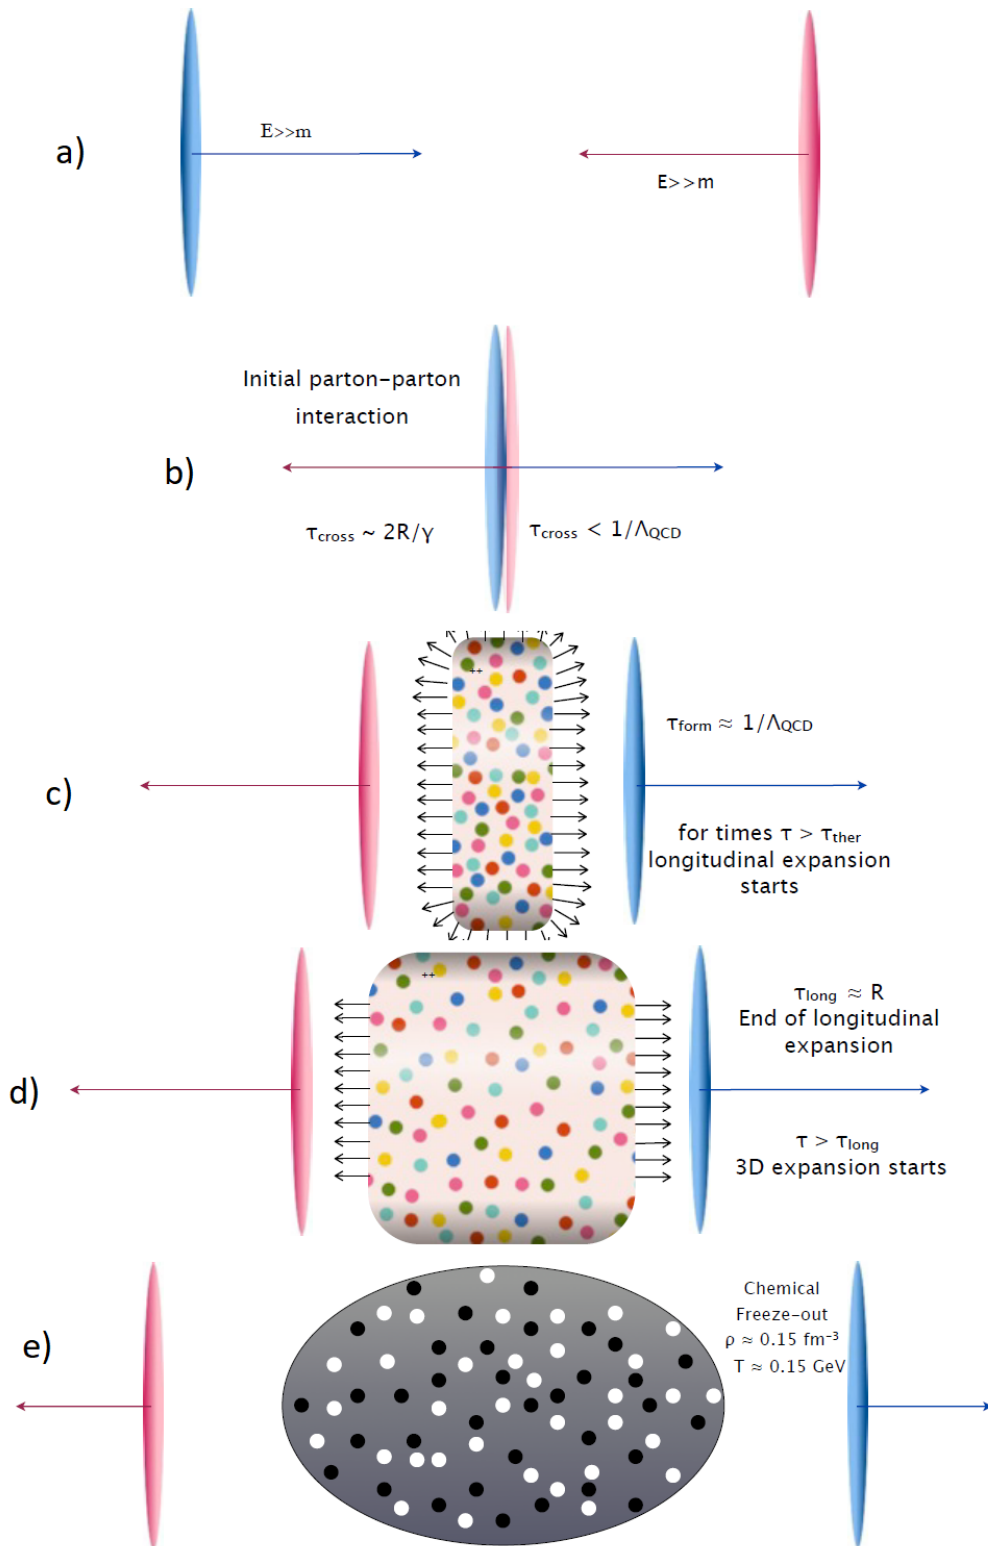 a)
E>>m
E>>m
b)
Initial parton–parton
interaction
τcross ~ 2R/γ
τcross < 1/ΛQCD
c)
++
τform ≈ 1/ΛQCD
for times τ > τther
longitudinal expansion
starts
d)
++
τlong ≈ R
End of longitudinal
expansion
τ > τlong
3D expansion starts
e)
Chemical
Freeze-out
ρ ≈ 0.15 fm⁻³
T ≈ 0.15 GeV